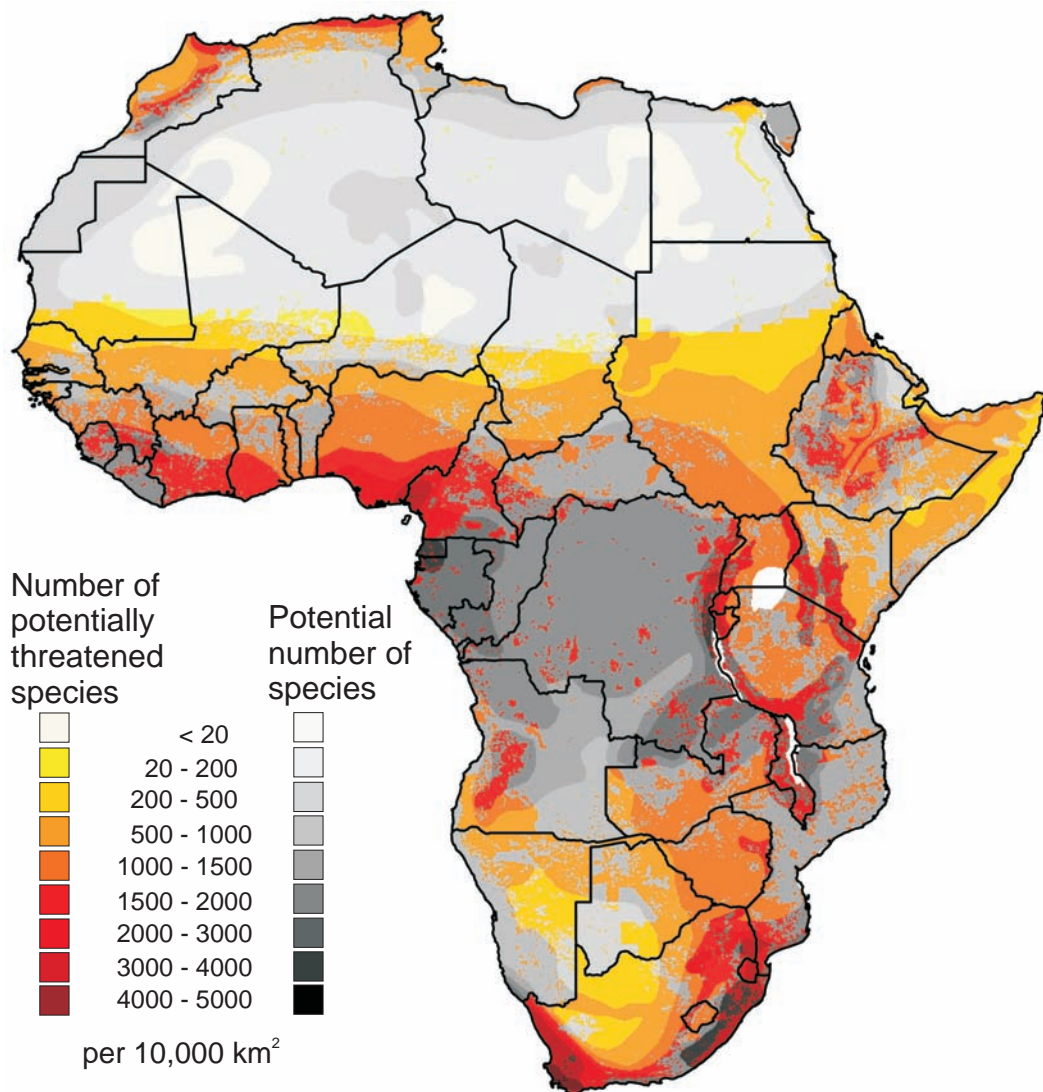 Number of
potentially
threatened
species
Potential
number of
species
< 20
20 - 200
200 - 500
500 - 1000
1000 - 1500
1500 - 2000
2000 - 3000
3000 - 4000
4000 - 5000
per 10,000 km²